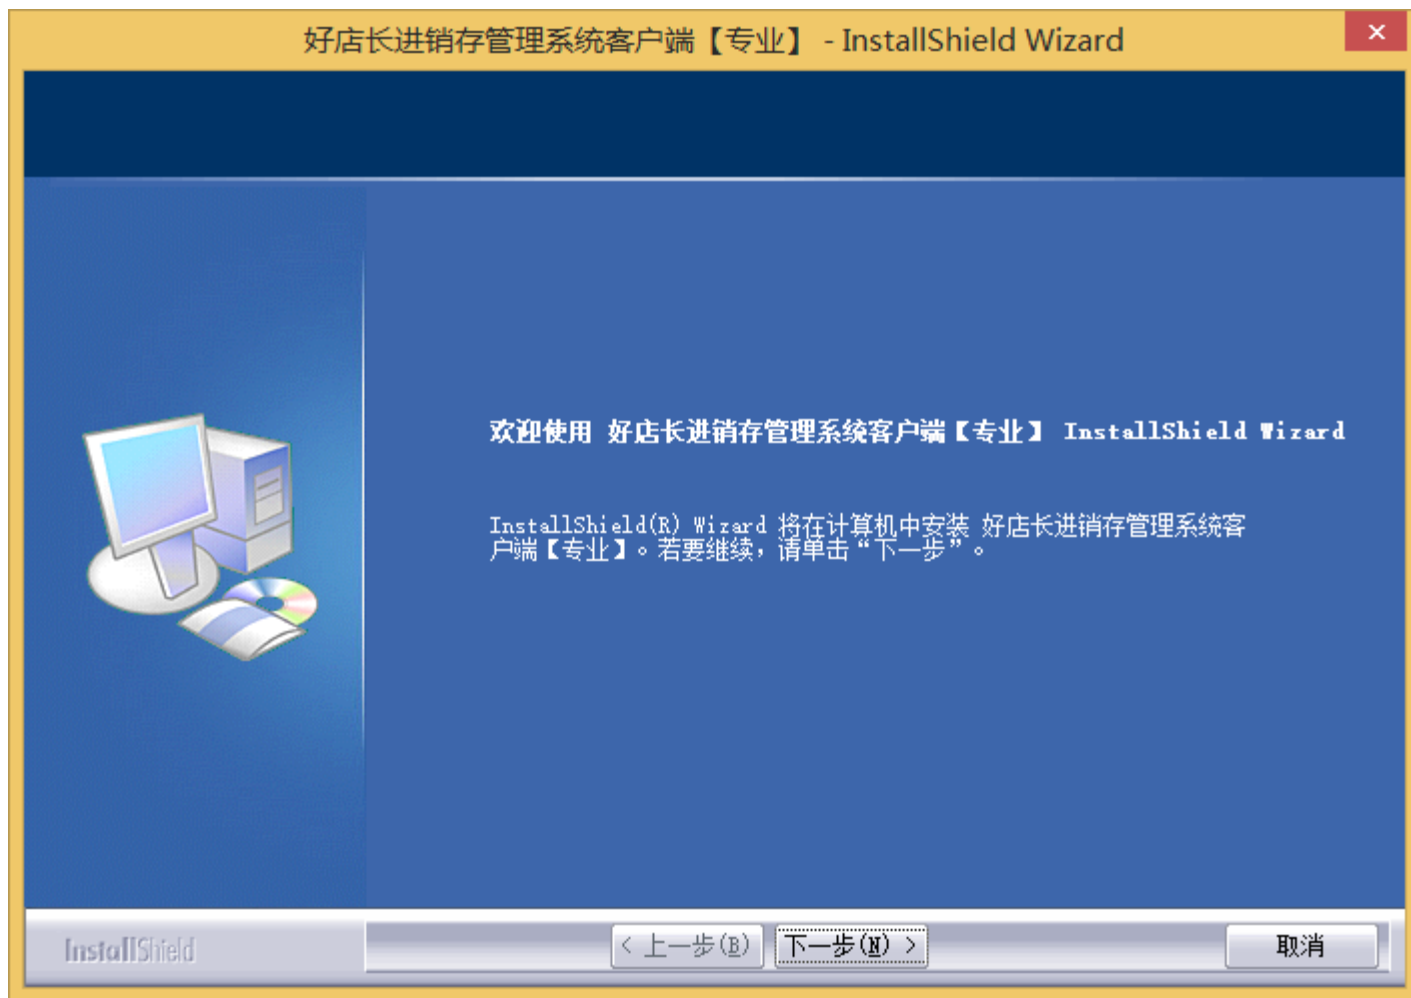 好店长进销存管理系统客户端【专业】 - InstallShield Wizard
欢迎使用 好店长进销存管理系统客户端【专业】 InstallShield Wizard
InstallShield(R) Wizard 将在计算机中安装 好店长进销存管理系统客
户端【专业】。若要继续，请单击“下一步”。
InstallShield
< 上一步(B)
下一步(N) >
取消